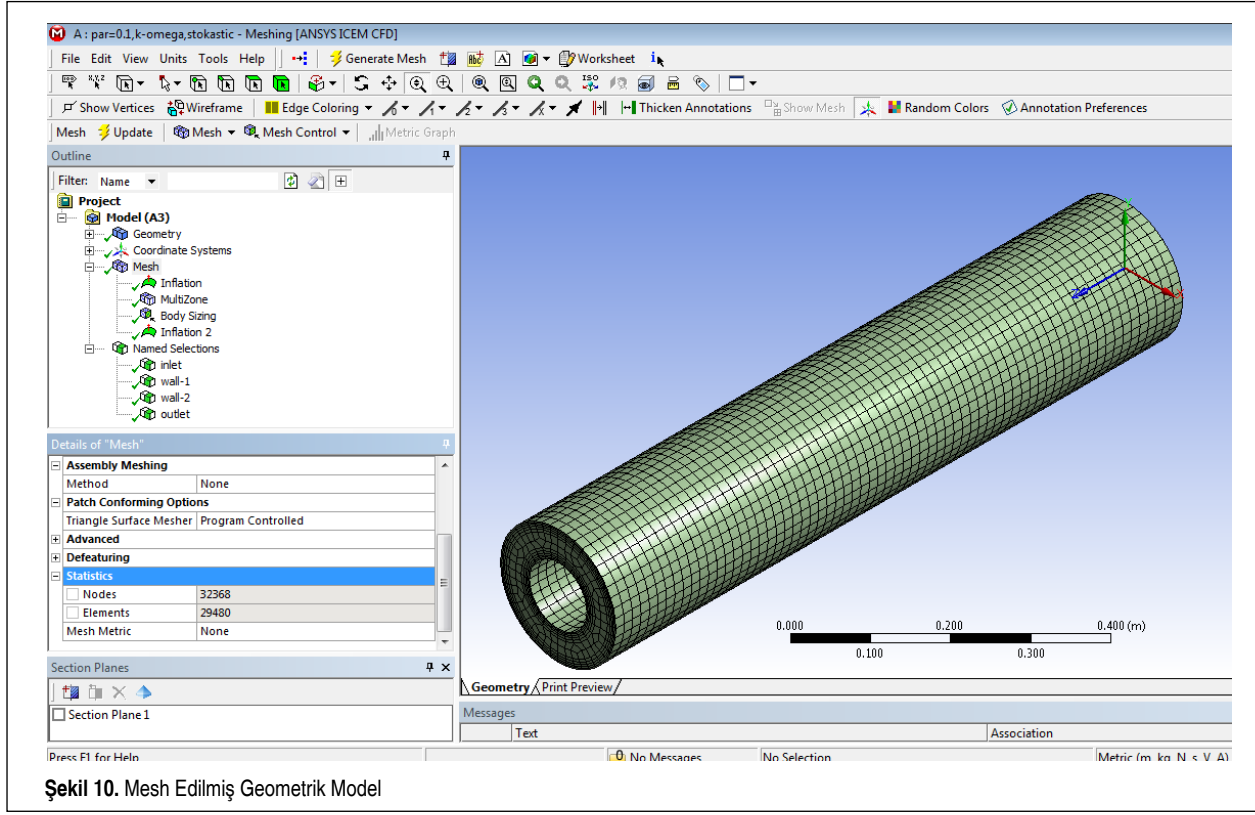 A : par=0.1,k-omega,stokastic - Meshing [ANSYS ICEM CFD]
File Edit View Units Tools Help Generate Mesh Worksheet
Show Vertices Wireframe Edge Coloring Thicken Annotations Show Mesh Random Colors Annotation Preferences
Mesh Update Mesh Mesh Control Metric Graph
Outline
Filter: Name
Project
Model (A3)
Geometry
Coordinate Systems
Mesh
Inflation
MultiZone
Body Sizing
Inflation 2
Named Selections
inlet
wall-1
wall-2
outlet
Details of "Mesh"
Assembly Meshing
Method None
Patch Conforming Options
Triangle Surface Mesher Program Controlled
Advanced
Defeaturing
Statistics
Nodes 32368
Elements 29480
Mesh Metric None
Section Planes
Section Plane 1
0.000 0.200 0.400 (m)
0.100 0.300
Geometry Print Preview
Messages
Text Association
Press F1 for Help 0 No Messages No Selection Metric (m, kg, N, s, V, A)
Şekil 10. Mesh Edilmiş Geometrik Model